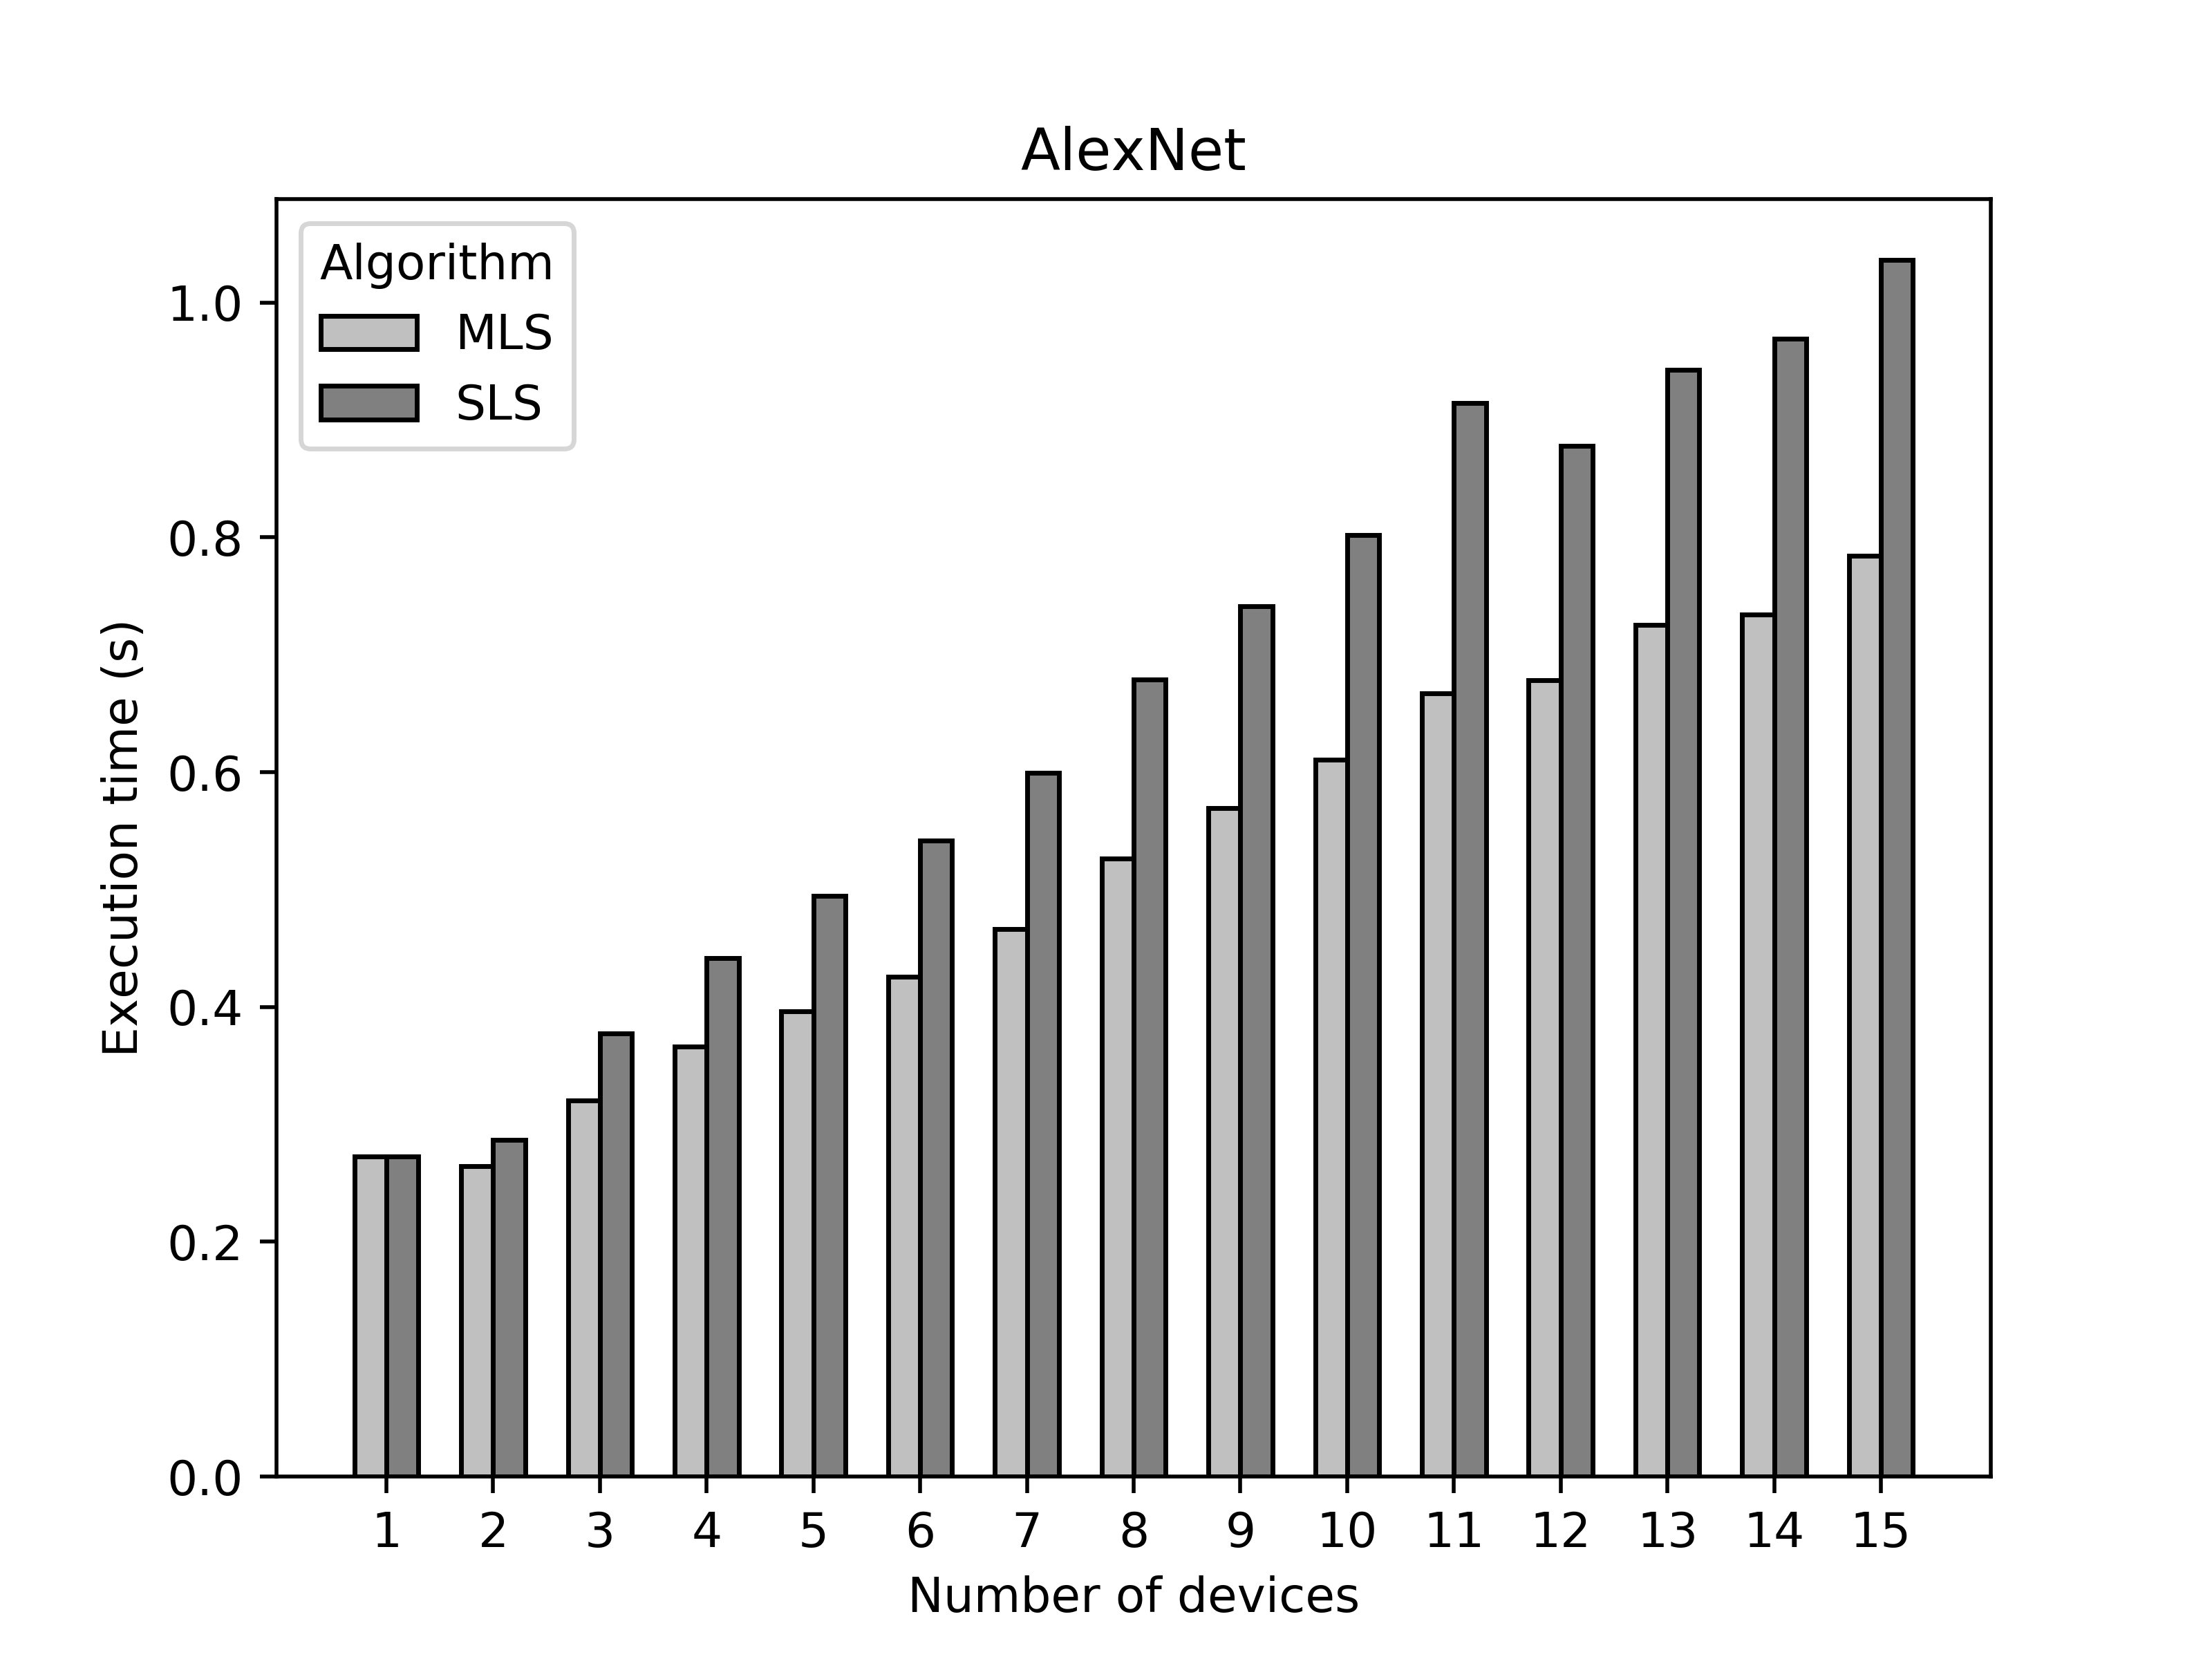 AlexNet
Algorithm
MLS
SLS
1.0
0.8
0.6
0.4
0.2
0.0
Execution time (s)
1 2 3 4 5 6 7 8 9 10 11 12 13 14 15
Number of devices